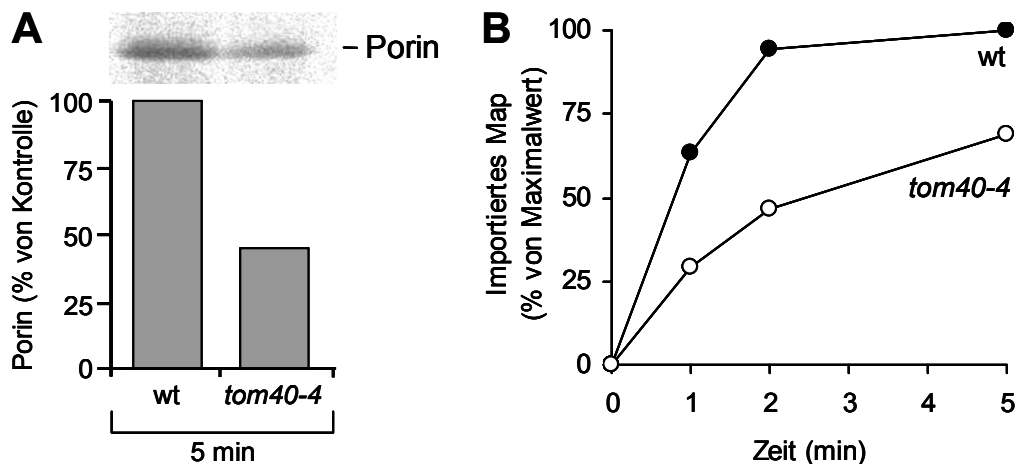 A
– Porin
Porin (% von Kontrolle)
100
75
50
25
0
wt
tom40-4
5 min
B
Importiertes Map
(% von Maximalwert)
100
75
50
25
0
wt
tom40-4
0 1 2 3 4 5
Zeit (min)